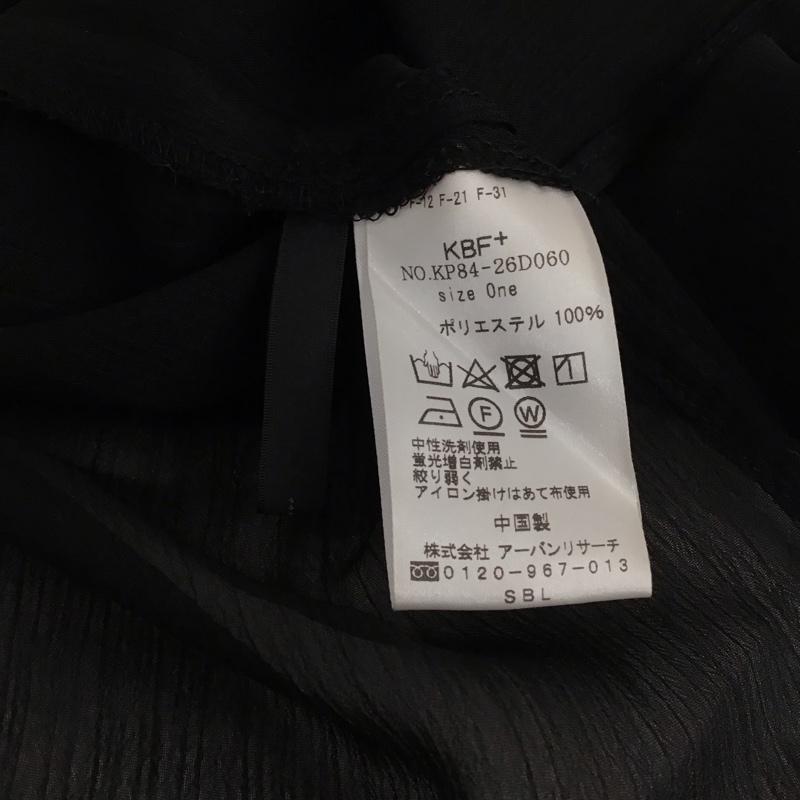 F-12 F-21 F-31
KBF+
NO.KP84-26D060
size One
ポリエステル 100%
F W
中性洗剤使用
蛍光増白剤禁止
絞り弱く
アイロン掛けはあて布使用
中国製
株式会社 アーバンリサーチ
0120-967-013
SBL